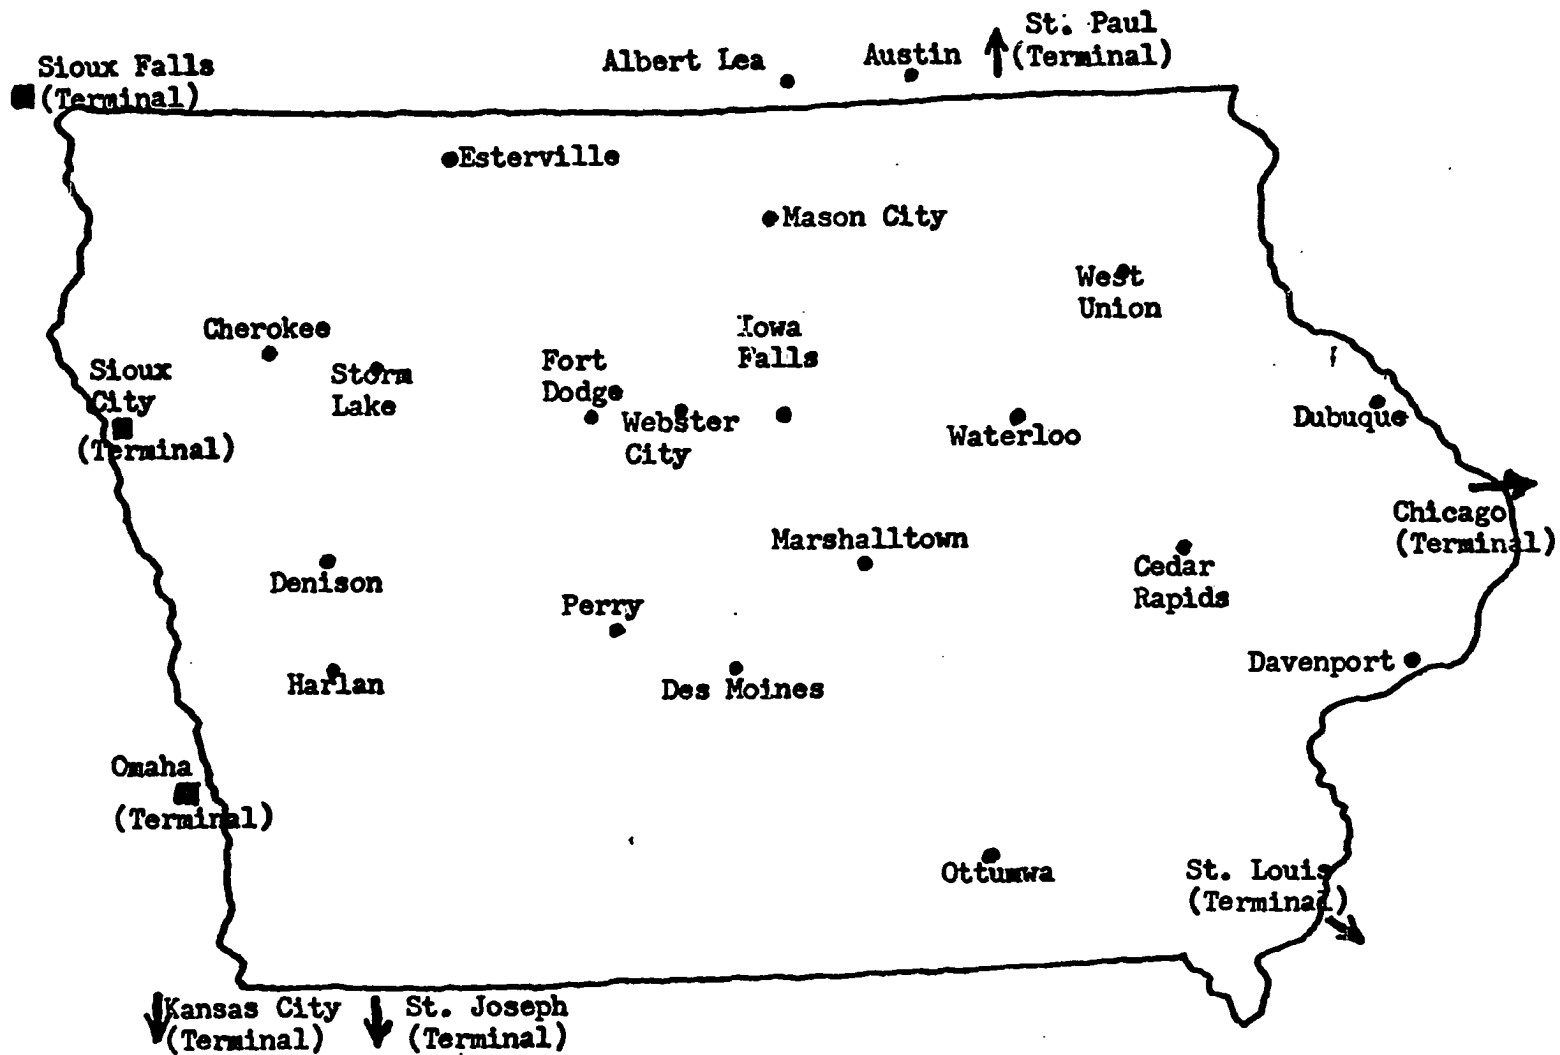 St. Paul
(Terminal)
Albert Lea
Austin
Sioux Falls
(Terminal)
Esterville
Mason City
West
Union
Cherokee
Iowa
Falls
Sioux
City
(Terminal)
Storm
Lake
Fort
Dodge
Webster
City
Waterloo
Dubuque
Chicago
(Terminal)
Marshalltown
Denison
Cedar
Rapids
Perry
Davenport
Harlan
Des Moines
Omaha
(Terminal)
Ottumwa
St. Louis
(Terminal)
Kansas City
(Terminal)
St. Joseph
(Terminal)